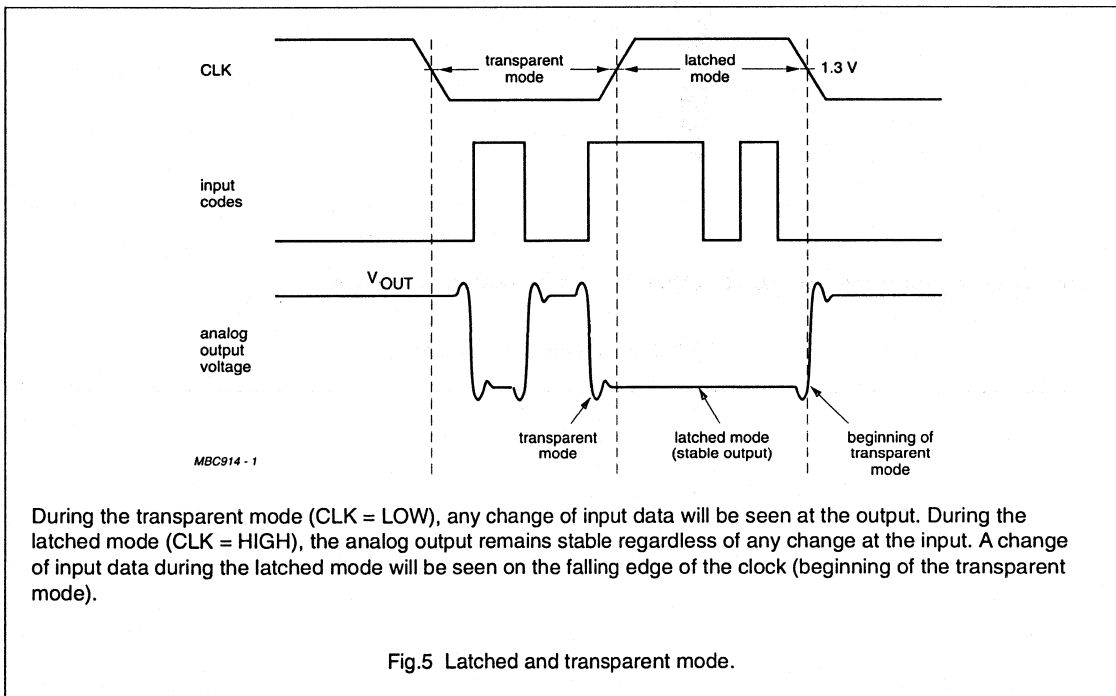 CLK
transparent
mode
latched
mode
1.3 V
input
codes
VOUT
analog
output
voltage
transparent
mode
latched mode
(stable output)
beginning of
transparent
mode
MBC914 - 1
During the transparent mode (CLK = LOW), any change of input data will be seen at the output. During the
latched mode (CLK = HIGH), the analog output remains stable regardless of any change at the input. A change
of input data during the latched mode will be seen on the falling edge of the clock (beginning of the transparent
mode).
Fig.5 Latched and transparent mode.